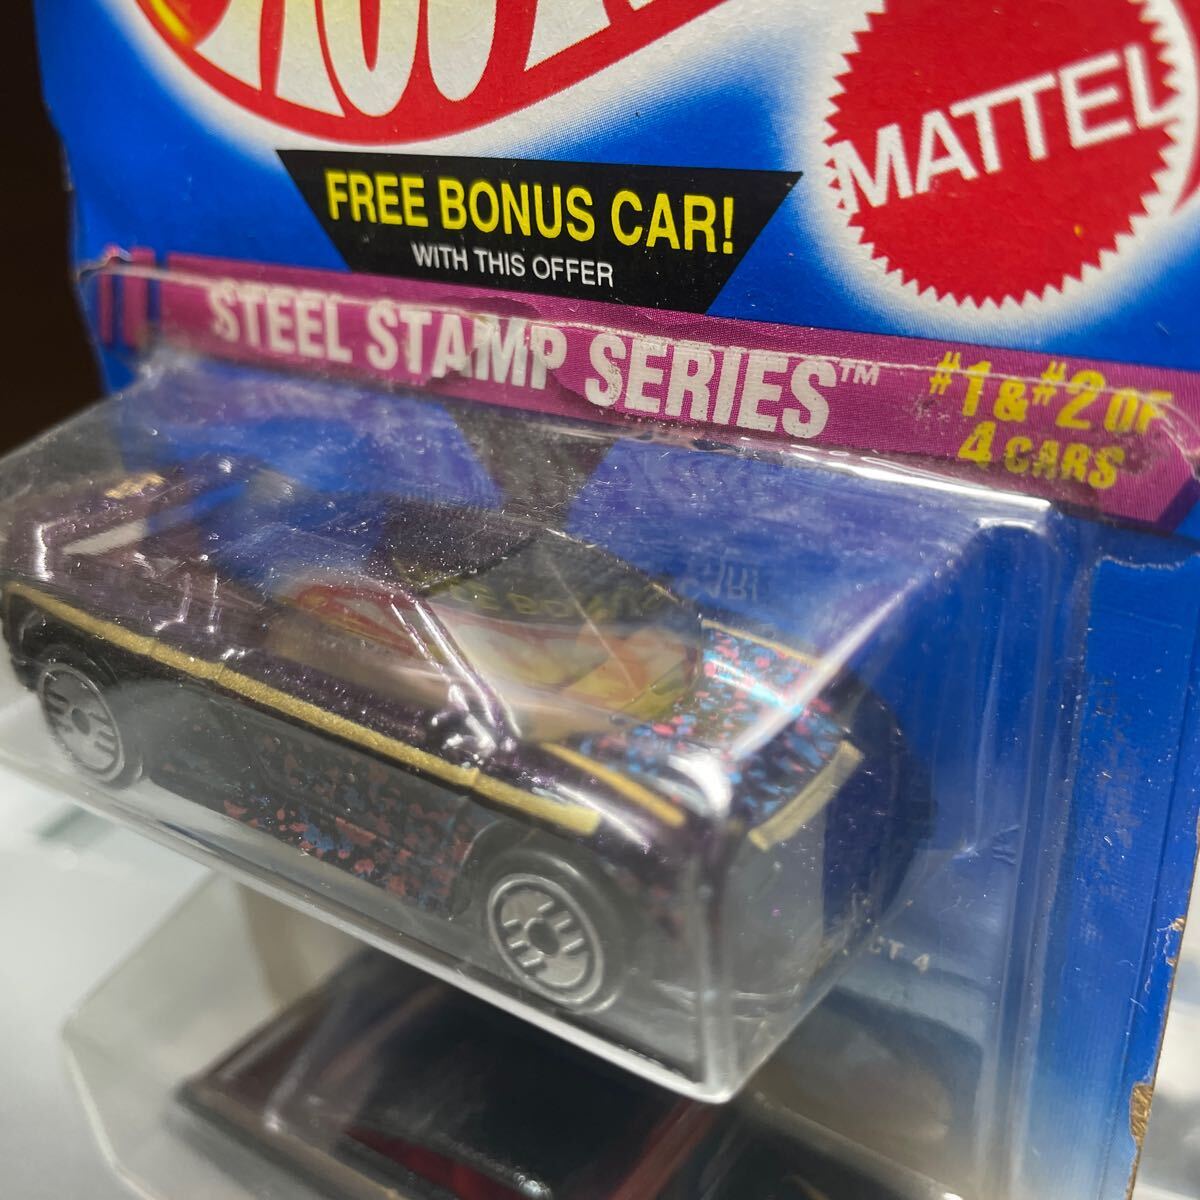 MATTEL
FREE BONUS CAR!
WITH THIS OFFER
STEEL STAMP SERIES™
#1 & #2 OF
4 CARS